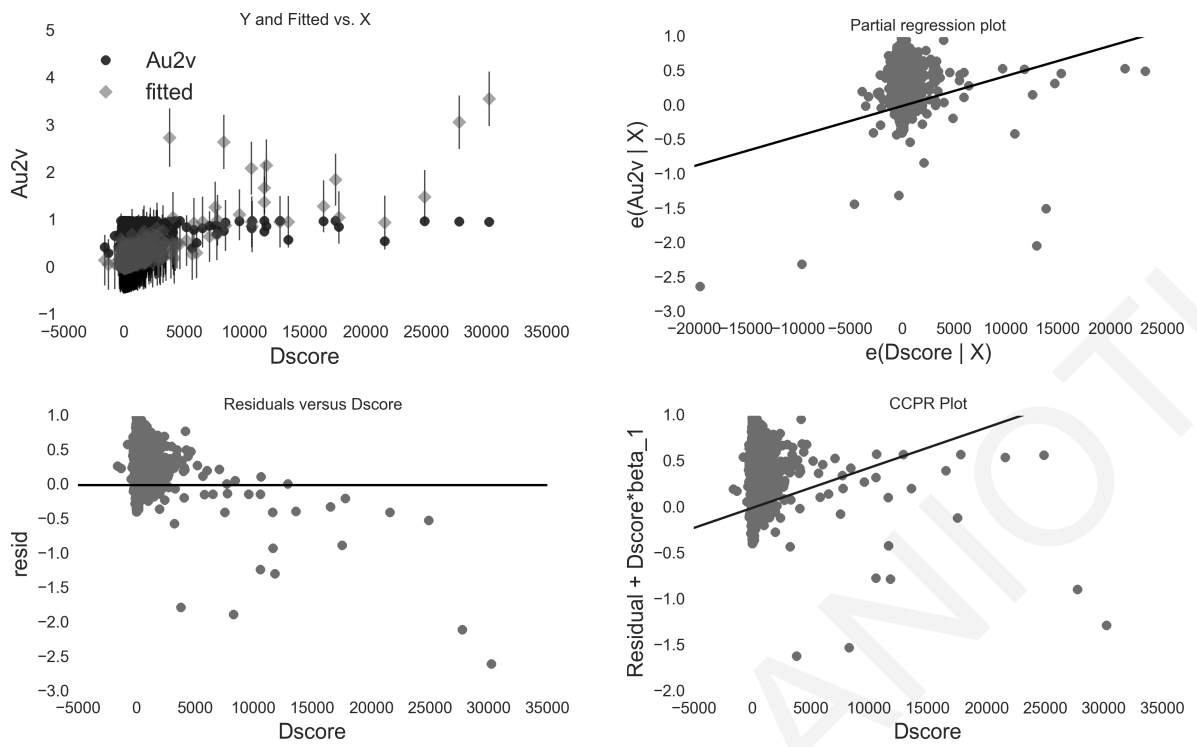 Y and Fitted vs. X
5
4
3
2
1
0
−1
Au2v
Au2v
fitted
−5000 0 5000 10000 15000 20000 25000 30000 35000
Dscore
Partial regression plot
1.0
0.5
0.0
−0.5
−1.0
−1.5
−2.0
−2.5
−3.0
e(Au2v | X)
−20000 −15000 −10000 −5000 0 5000 10000 15000 20000 25000
e(Dscore | X)
Residuals versus Dscore
1.0
0.5
0.0
−0.5
−1.0
−1.5
−2.0
−2.5
−3.0
resid
−5000 0 5000 10000 15000 20000 25000 30000 35000
Dscore
CCPR Plot
1.0
0.5
0.0
−0.5
−1.0
−1.5
−2.0
Residual + Dscore*beta_1
−5000 0 5000 10000 15000 20000 25000 30000 35000
Dscore
ANIOTI